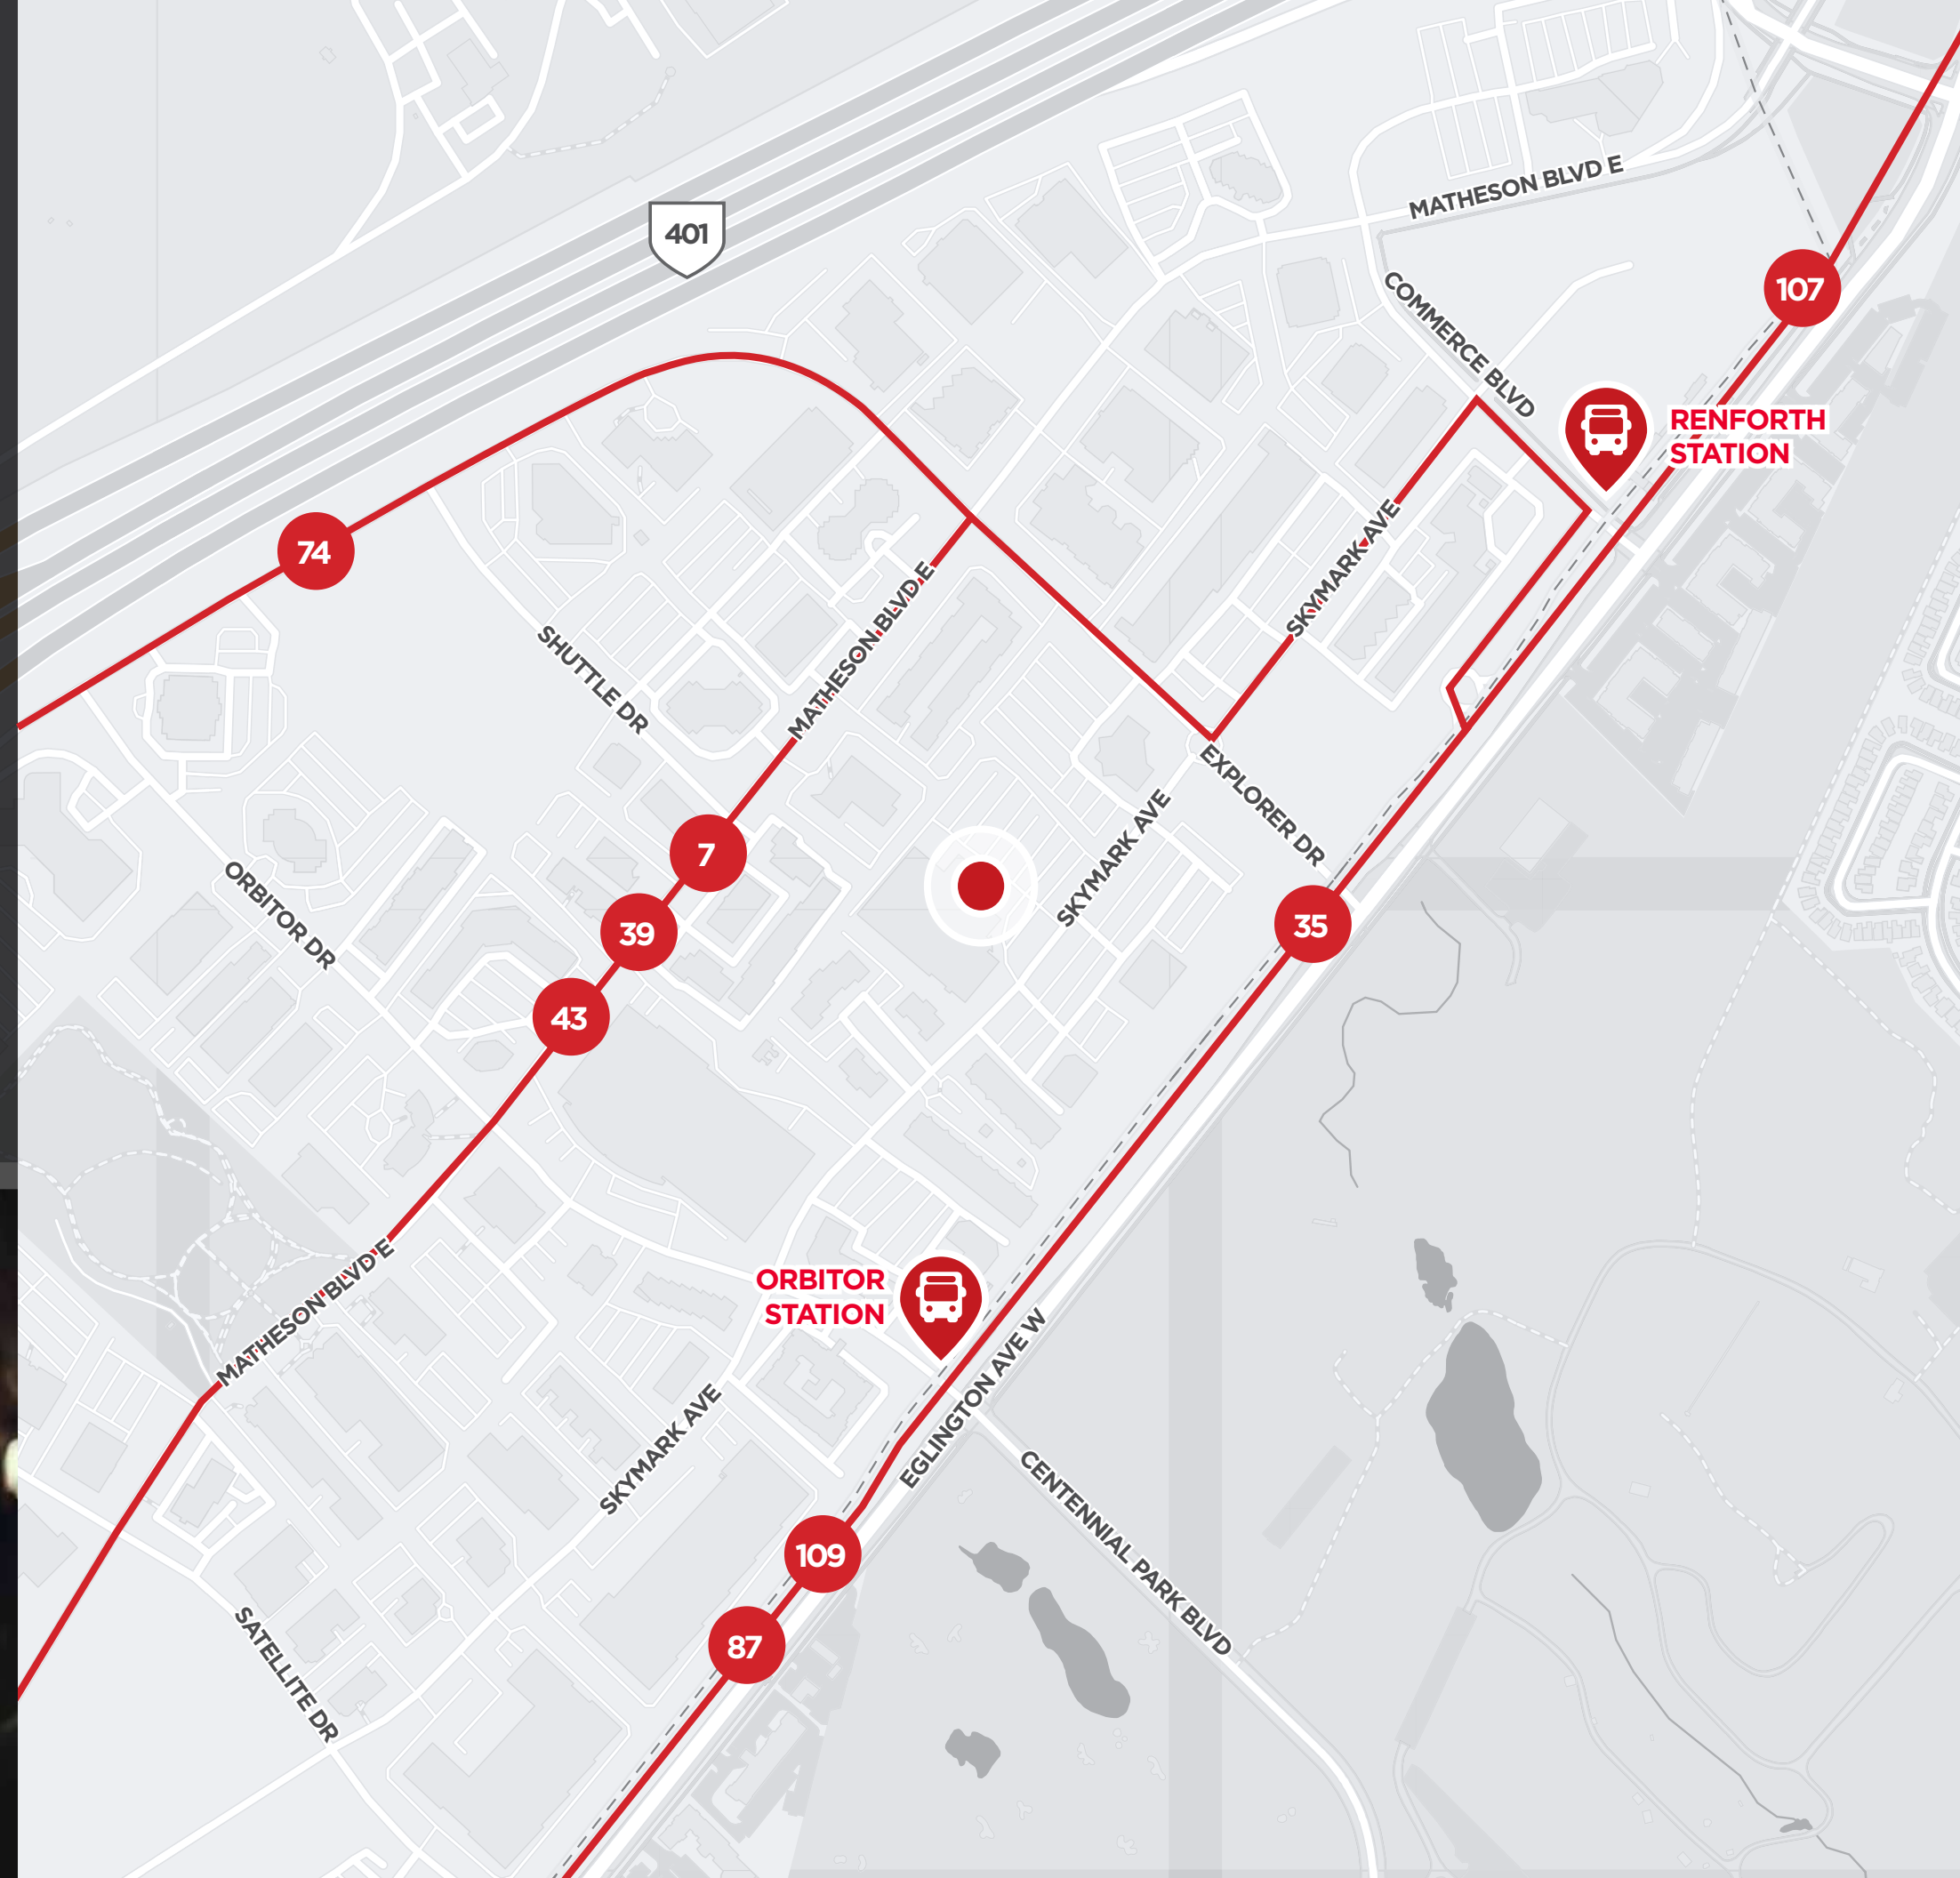 MATHESON BLVD E
401
COMMERCE BLVD
107
RENFORTH
STATION
74
SKYMARK AVE
MATHESON BLVD E
SHUTTLE DR
EXPLORER DR
7
SKYMARK AVE
ORBITOR DR
39
35
43
MATHESON BLVD E
ORBITOR
STATION
EGLINGTON AVE W
SKYMARK AVE
CENTENNIAL PARK BLVD
109
SATELLITE DR
87